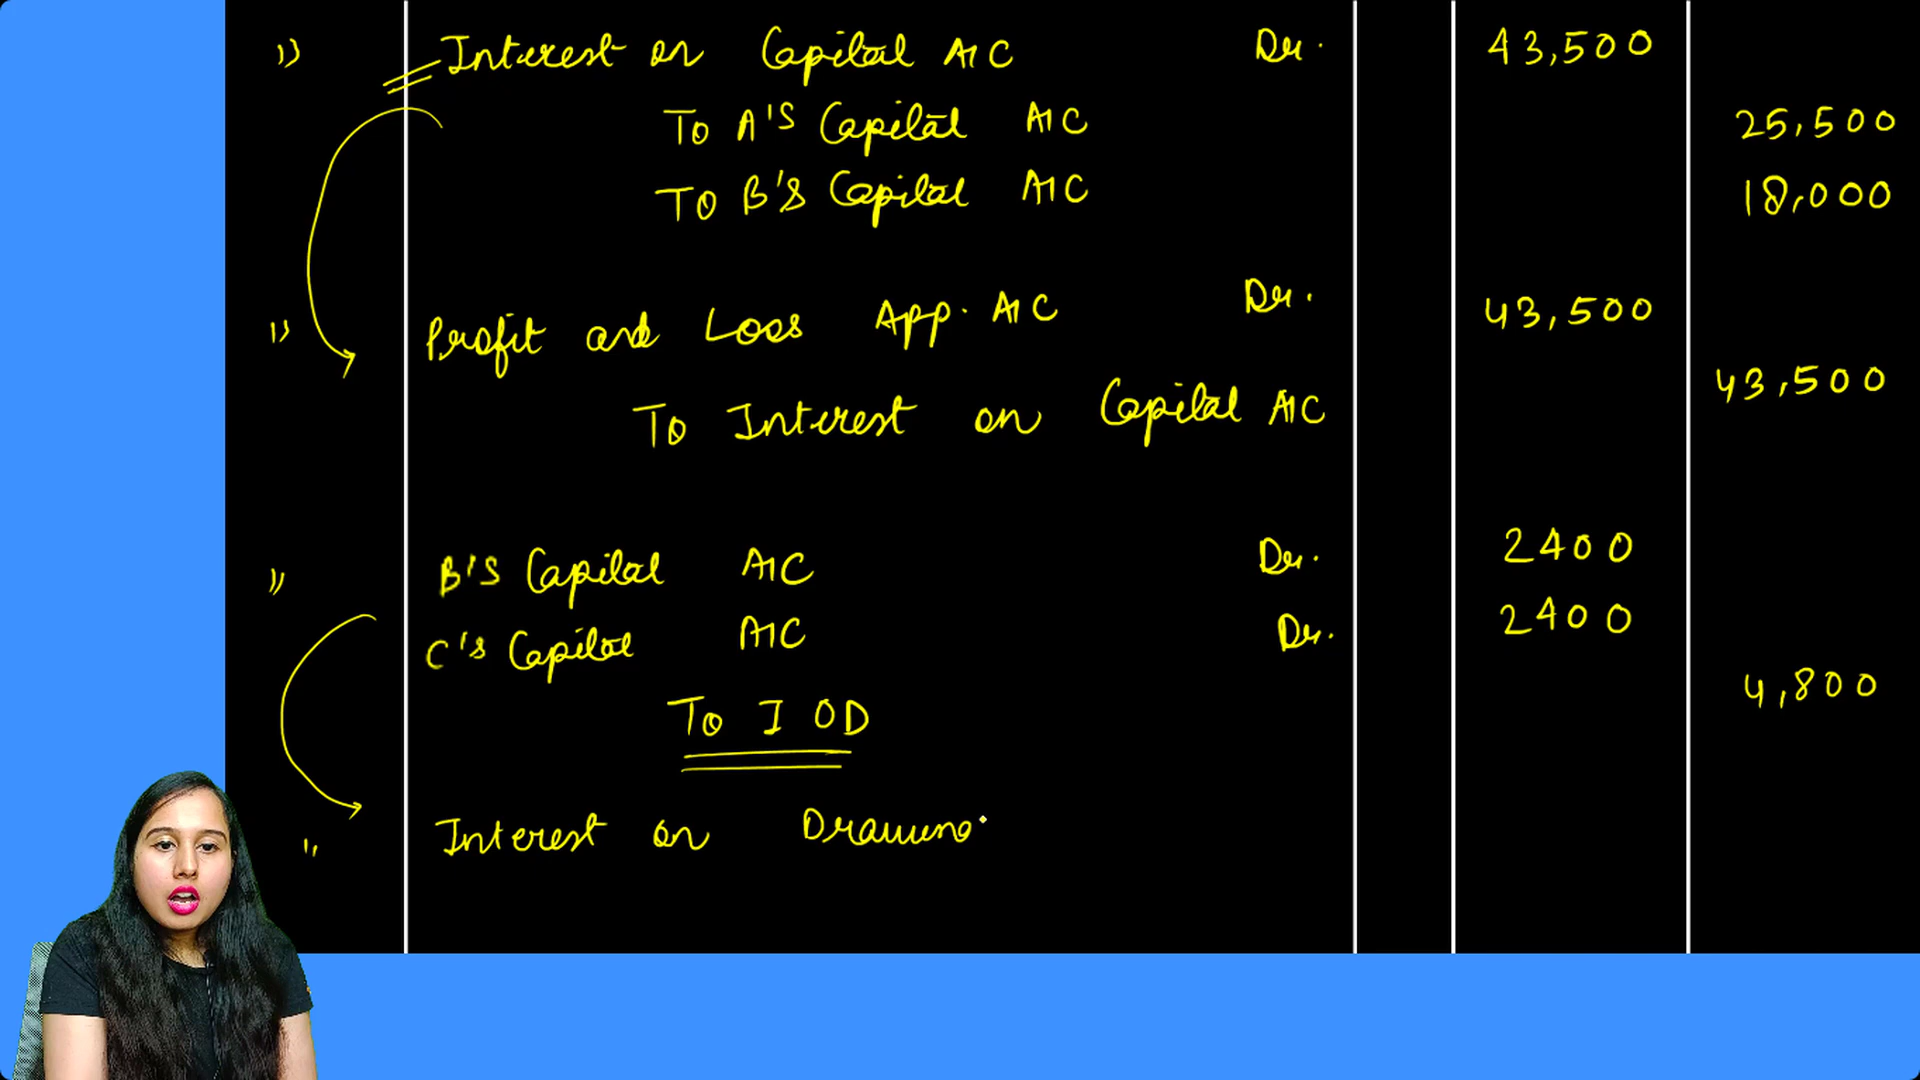 " Interest on Capital A/C Dr. 43,500
To A'S Capital A/C 25,500
To B'S Capital A/C 18,000
" Profit and Loss App. A/C Dr. 43,500
To Interest on Capital A/C 43,500
" B'S Capital A/C Dr. 2400
C's Capital A/C Dr. 2400
To I OD 4,800
" Interest on